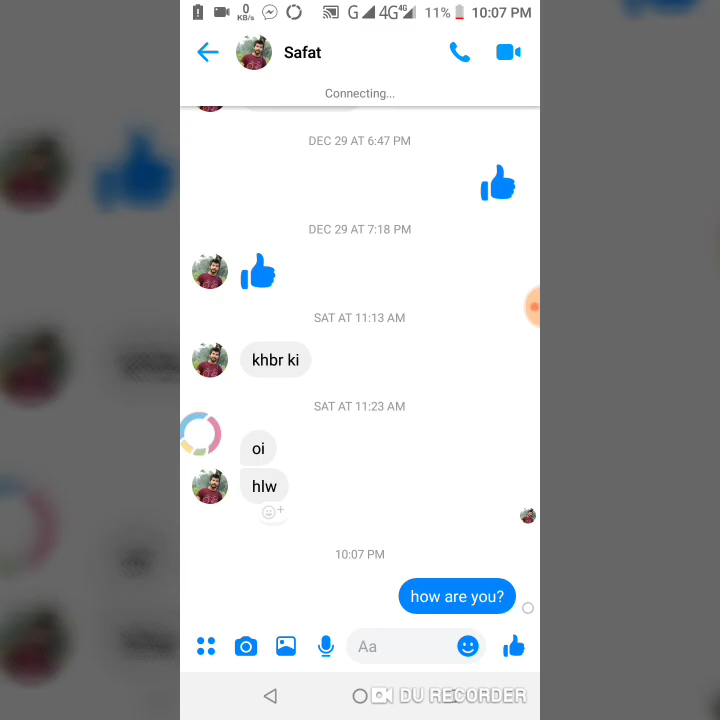 0 KB/s G 4G 4G 11% 10:07 PM
Safat
Connecting...
DEC 29 AT 6:47 PM
DEC 29 AT 7:18 PM
SAT AT 11:13 AM
khbr ki
SAT AT 11:23 AM
oi
hlw
10:07 PM
how are you?
Aa
DU RECORDER